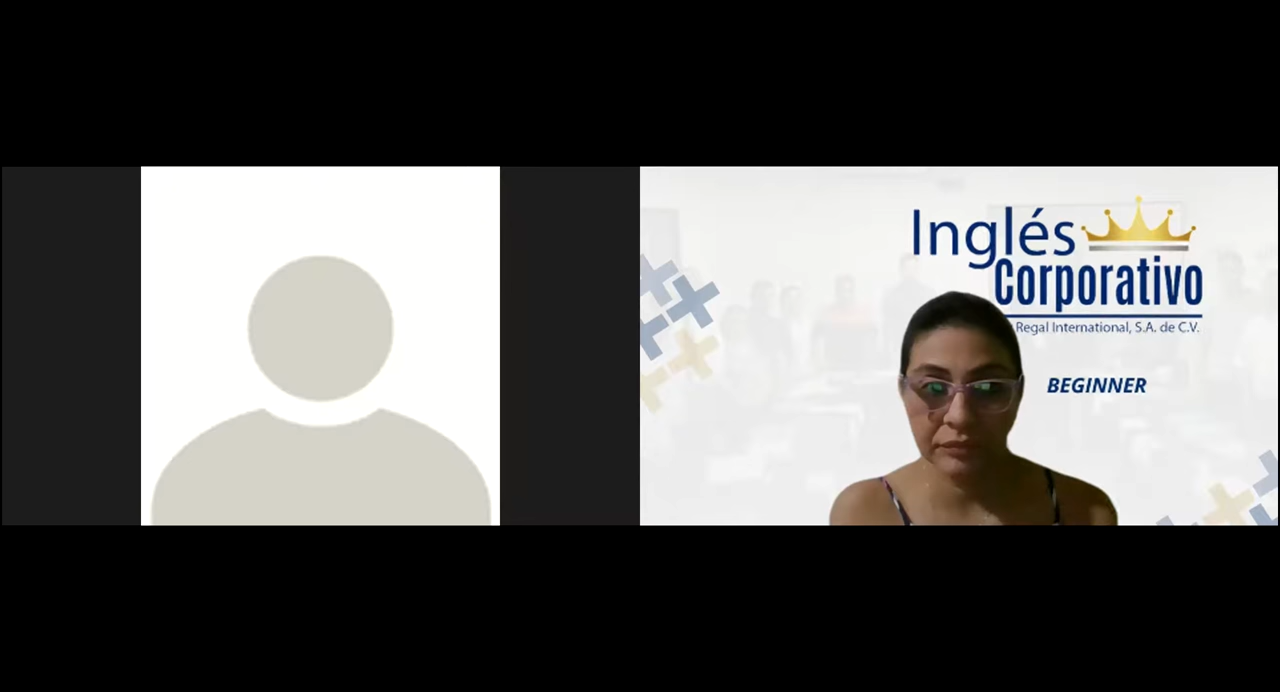 Inglés
Corporativo
Regal International, S.A. de C.V.
BEGINNER